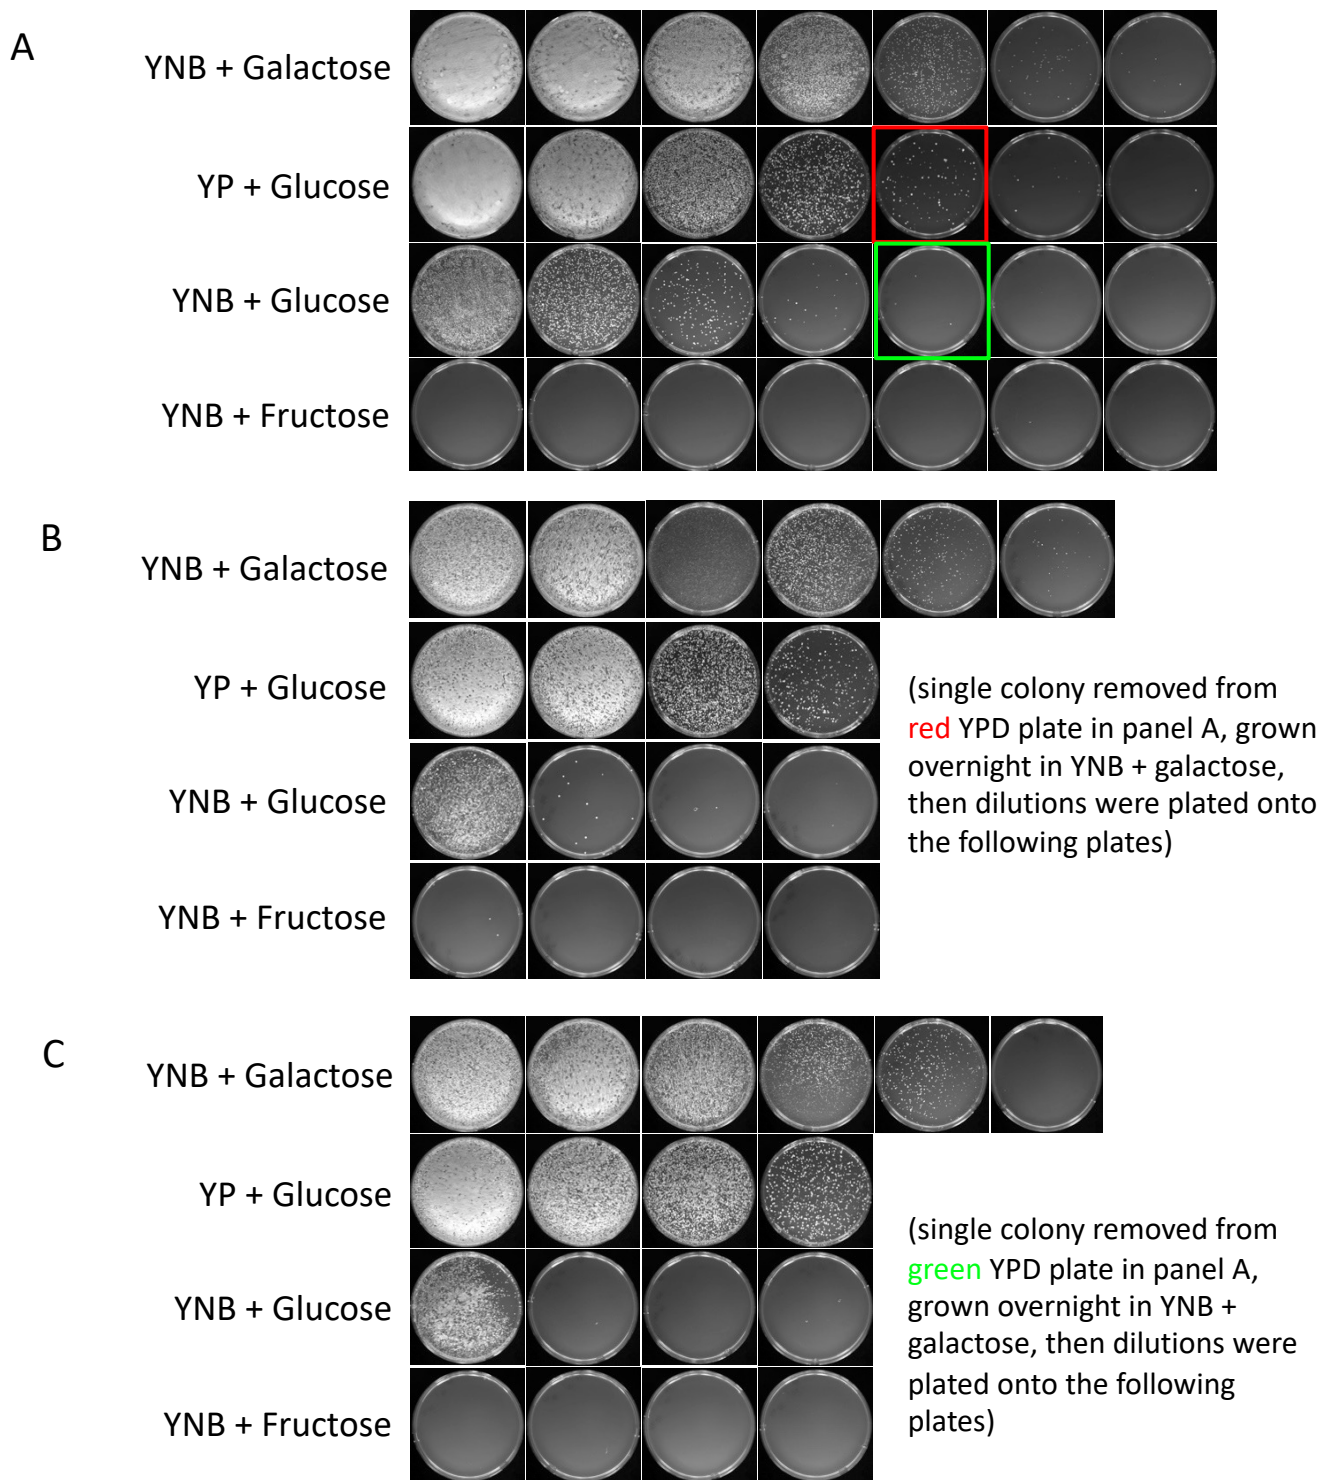 A
YNB + Galactose
YP + Glucose
YNB + Glucose
YNB + Fructose
B
YNB + Galactose
YP + Glucose
YNB + Glucose
YNB + Fructose
(single colony removed from
red YPD plate in panel A, grown
overnight in YNB + galactose,
then dilutions were plated onto
the following plates)
C
YNB + Galactose
YP + Glucose
YNB + Glucose
YNB + Fructose
(single colony removed from
green YPD plate in panel A,
grown overnight in YNB +
galactose, then dilutions were
plated onto the following
plates)